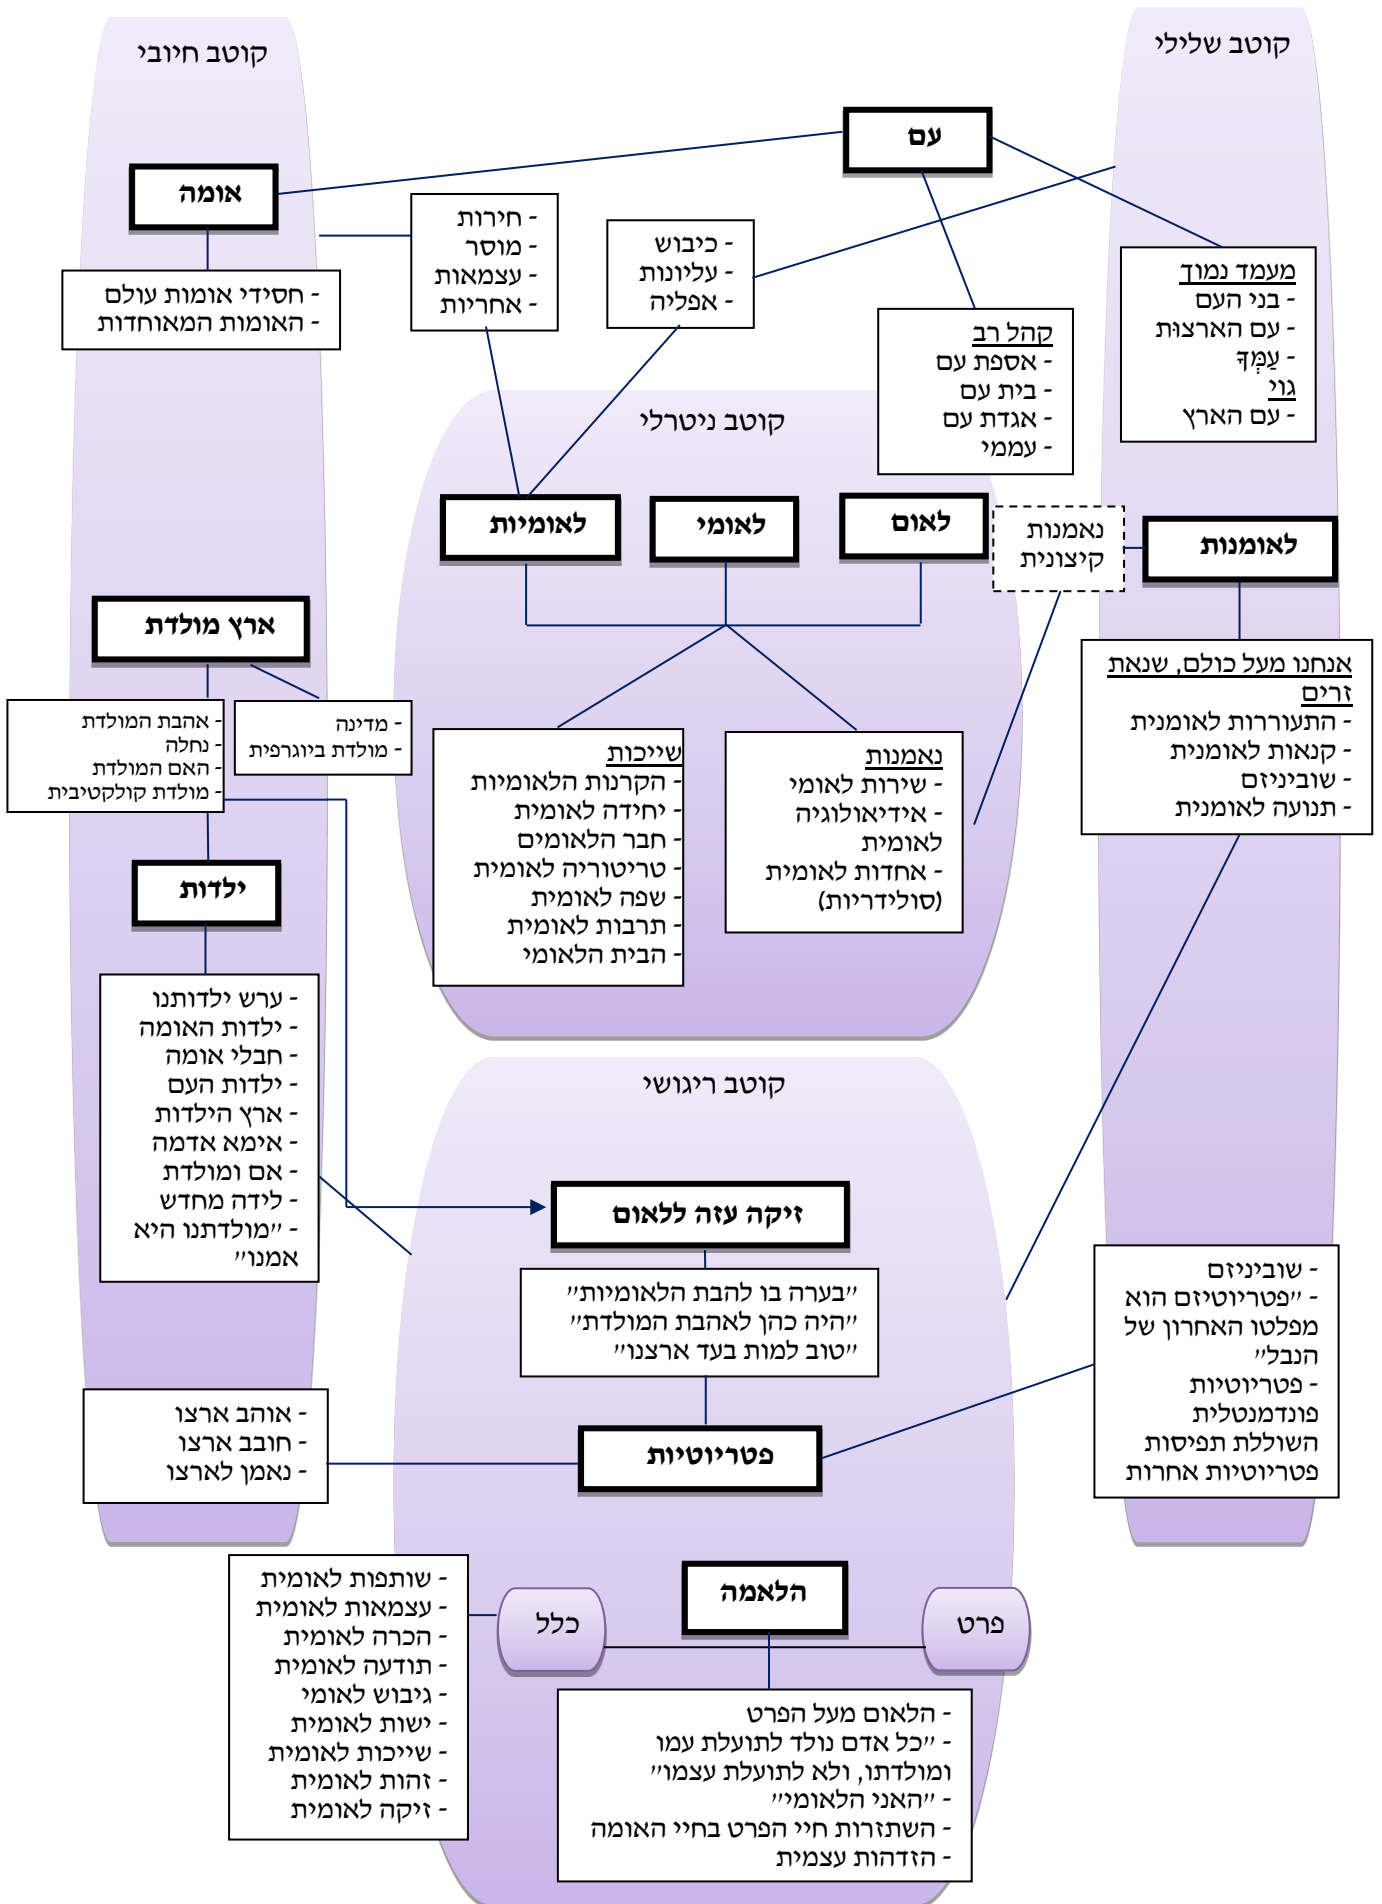 קוטב שלילי
קוטב חיובי
עם
אומה
- חסידי אומות עולם
- האומות המאוחדות
- חירות
- מוסר
- עצמאות
- אחריות
- כיבוש
- עליונות
- אפליה
מעמד נמוך
- בני העם
- עם הארצוּת
- עַמְּךָ
גוי
- עם הארץ
קהל רב
- אספת עם
- בית עם
- אגדת עם
- עממי
קוטב ניטרלי
לאום
לאומי
לאומיות
נאמנות
קיצונית
לאומנות
אנחנו מעל כולם, שנאת
זרים
- התעוררות לאומנית
- קנאות לאומנית
- שוביניזם
- תנועה לאומנית
נאמנות
- שירות לאומי
- אידיאולוגיה
לאומית
- אחדות לאומית
(סולידריות)
שייכות
- הקרנות הלאומיות
- יחידה לאומית
- חבר הלאומים
- טריטוריה לאומית
- שפה לאומית
- תרבות לאומית
- הבית הלאומי
ארץ מולדת
- מדינה
- מולדת ביוגרפית
- אהבת המולדת
- נחלה
- האם המולדת
- מולדת קולקטיבית
ילדות
- ערש ילדותנו
- ילדות האומה
- חבלי אומה
- ילדות העם
- ארץ הילדות
- אימא אדמה
- אם ומולדת
- לידה מחדש
- "מולדתנו היא
אמנו"
קוטב ריגושי
זיקה עזה ללאום
"בערה בו להבת הלאומיות"
"היה כהן לאהבת המולדת"
"טוב למות בעד ארצנו"
פטריוטיות
- שוביניזם
- "פטריוטיזם הוא
מפלטו האחרון של
הנבל"
- פטריוטיות
פונדמנטלית
השוללת תפיסות
פטריוטיות אחרות
- אוהב ארצו
- חובב ארצו
- נאמן לארצו
הלאמה
פרט
כלל
- שותפות לאומית
- עצמאות לאומית
- הכרה לאומית
- תודעה לאומית
- גיבוש לאומי
- ישות לאומית
- שייכות לאומית
- זהות לאומית
- זיקה לאומית
- הלאום מעל הפרט
- "כל אדם נולד לתועלת עמו
ומולדתו, ולא לתועלת עצמו"
- "האני הלאומי"
- השתזרות חיי הפרט בחיי האומה
- הזדהות עצמית